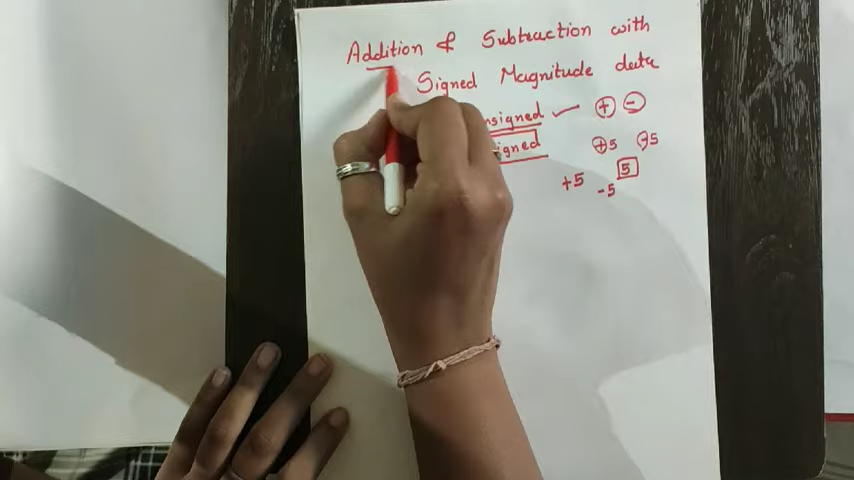 Addition & Subtraction with
Signed Magnitude data
nsigned ✓ + -
igned +5 -5
5
+5 -5